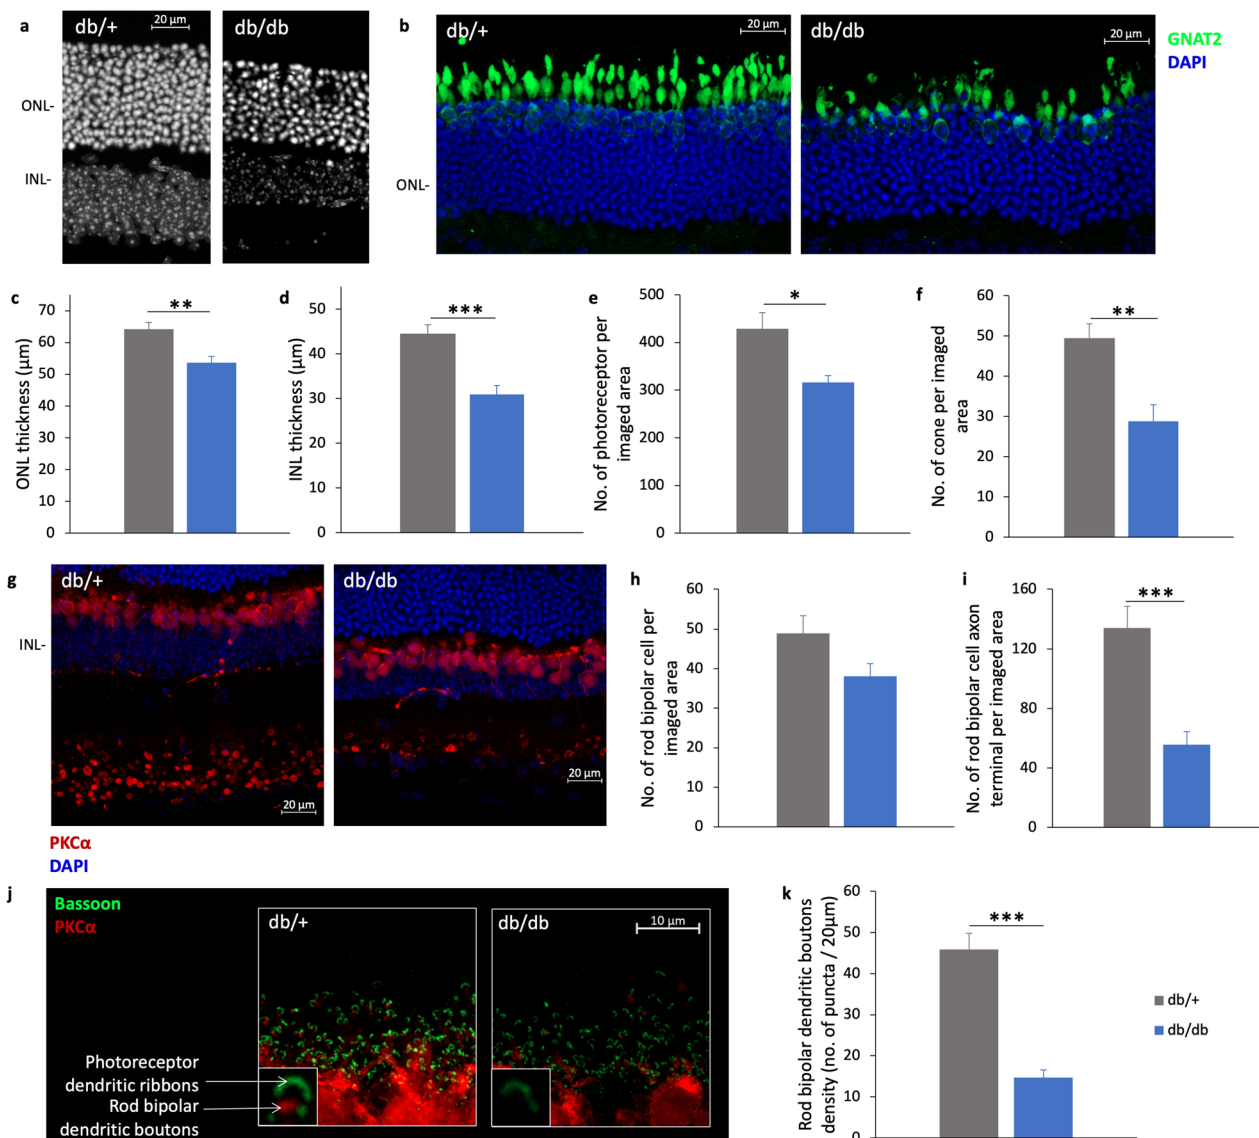 a
db/+
20 µm
db/db
ONL-
INL-
b
db/+
20 µm
db/db
20 µm
GNAT2
DAPI
ONL-
c
ONL thickness (µm)
70
60
50
40
30
20
10
0
**
d
INL thickness (µm)
50
40
30
20
10
0
***
e
No. of photoreceptor per
imaged area
500
400
300
200
100
0
*
f
No. of cone per imaged
area
60
50
40
30
20
10
0
**
g
db/+
db/db
INL-
20 µm
20 µm
PKCα
DAPI
h
No. of rod bipolar cell per
imaged area
60
50
40
30
20
10
0
i
No. of rod bipolar cell axon
terminal per imaged area
160
120
80
40
0
***
j
Bassoon
PKCα
db/+
db/db
10 µm
Photoreceptor
dendritic ribbons
Rod bipolar
dendritic boutons
k
Rod bipolar dendritic boutons
density (no. of puncta / 20µm)
60
50
40
30
20
10
0
***
db/+
db/db